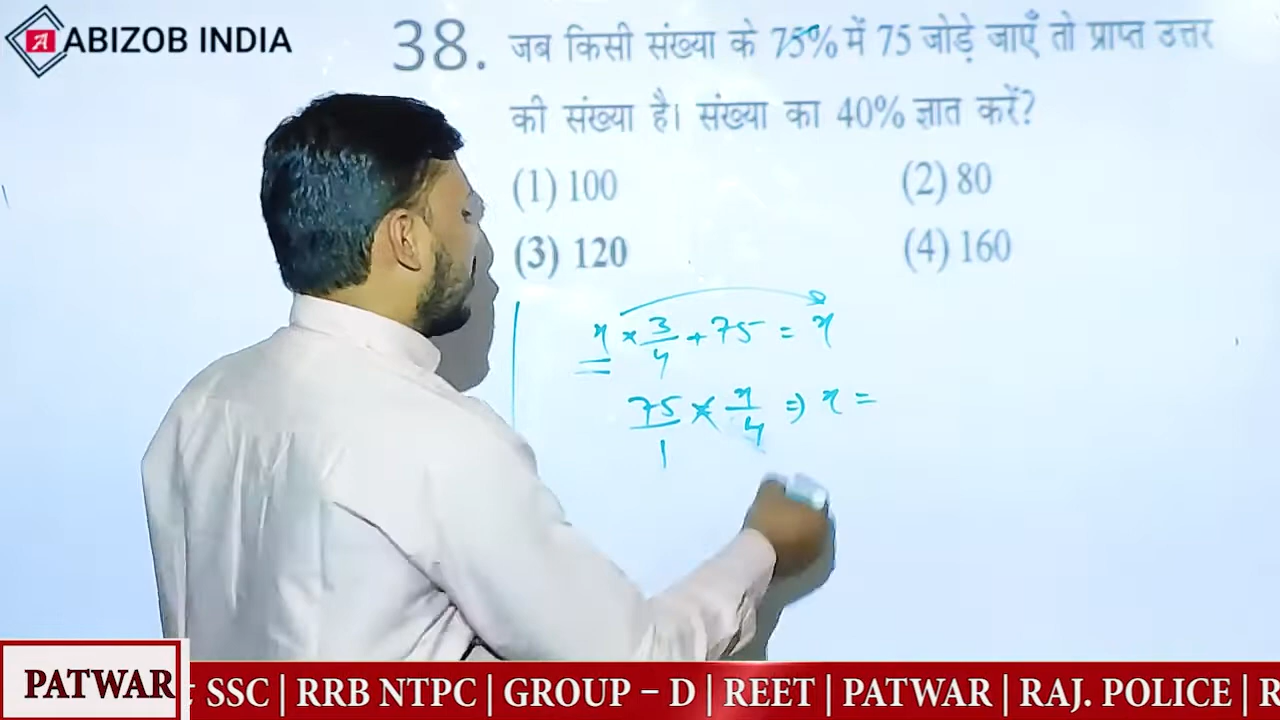 ABIZOB INDIA
38. जब किसी संख्या के 75% में 75 जोड़े जाएँ तो प्राप्त उत्तर
की संख्या है। संख्या का 40% ज्ञात करें?
(1) 100 (2) 80
(3) 120 (4) 160
x × 3/4 + 75 = x
75/1 × x/4 ⇒ x =
PATWAR
SSC | RRB NTPC | GROUP – D | REET | PATWAR | RAJ. POLICE | R